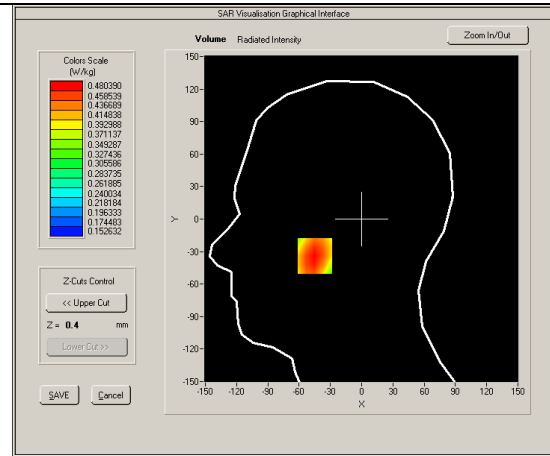 SAR Visualisation Graphical Interface
Volume Radiated Intensity
Zoom In/Out
Colors Scale
(W/kg)
0.480390
0.458539
0.436689
0.414838
0.392988
0.371137
0.349287
0.327436
0.305586
0.283735
0.261885
0.240034
0.218184
0.196333
0.174483
0.152632
Z-Cuts Control
<< Upper Cut
Z = 0.4 mm
Lower Cut >>
SAVE
Cancel
150
120
90
60
30
0
-30
-60
-90
-120
-150
Y
-150 -120 -90 -60 -30 0 30 60 90 120 150
X